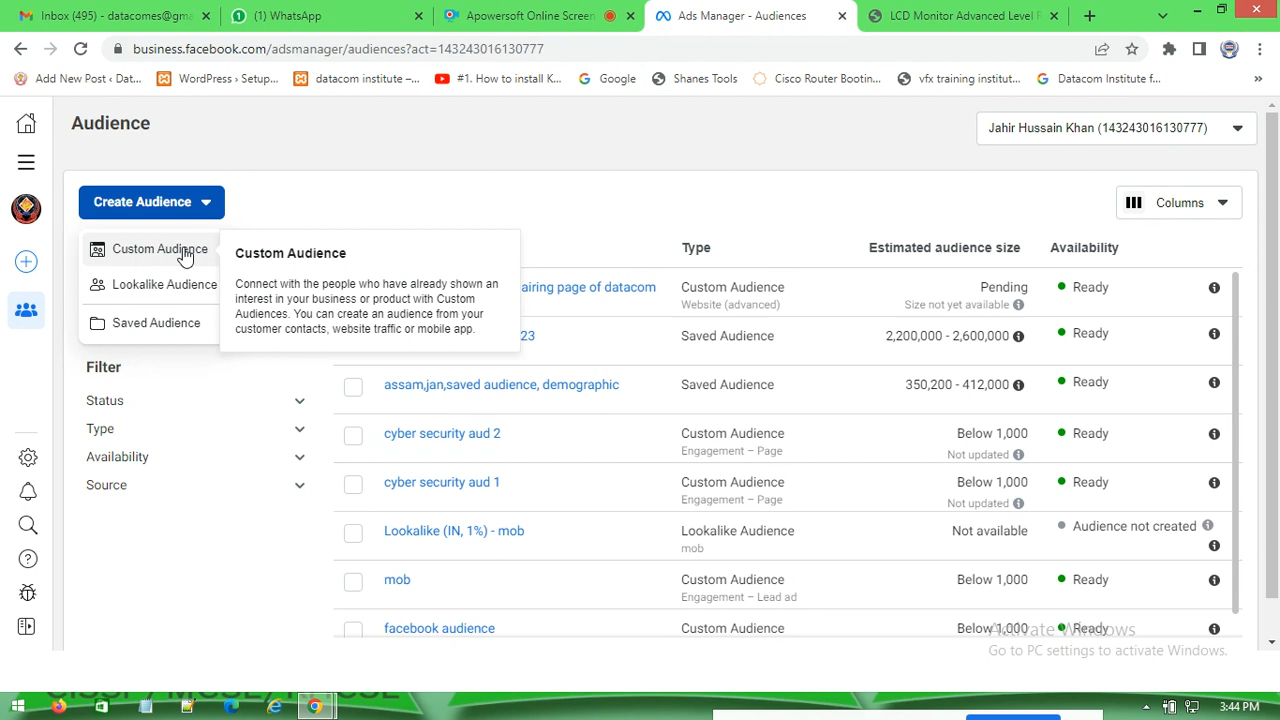 Inbox (495) - datacomes@gma
(1) WhatsApp
Apowersoft Online Screen
Ads Manager - Audiences
LCD Monitor Advanced Level R
business.facebook.com/adsmanager/audiences?act=143243016130777
Add New Post ‹ Dat...
WordPress › Setup...
datacom institute –...
#1. How to install K...
Google
Shanes Tools
Cisco Router Bootin...
vfx training institut...
Datacom Institute f...
»
Audience
Jahir Hussain Khan (143243016130777)
Create Audience
Columns
Custom Audience
Lookalike Audience
Saved Audience
Custom Audience
Connect with the people who have already shown an
interest in your business or product with Custom
Audiences. You can create an audience from your
customer contacts, website traffic or mobile app.
Type
Estimated audience size
Availability
airing page of datacom
Custom Audience
Website (advanced)
Pending
Size not yet available
Ready
23
Saved Audience
2,200,000 - 2,600,000
Ready
Filter
Status
Type
Availability
Source
assam,jan,saved audience, demographic
Saved Audience
350,200 - 412,000
Ready
cyber security aud 2
Custom Audience
Engagement – Page
Below 1,000
Not updated
Ready
cyber security aud 1
Custom Audience
Engagement – Page
Below 1,000
Not updated
Ready
Lookalike (IN, 1%) - mob
Lookalike Audience
mob
Not available
Audience not created
mob
Custom Audience
Engagement – Lead ad
Below 1,000
Ready
facebook audience
Custom Audience
Below 1,000
Ready
Activate Windows
Go to PC settings to activate Windows.
3:44 PM